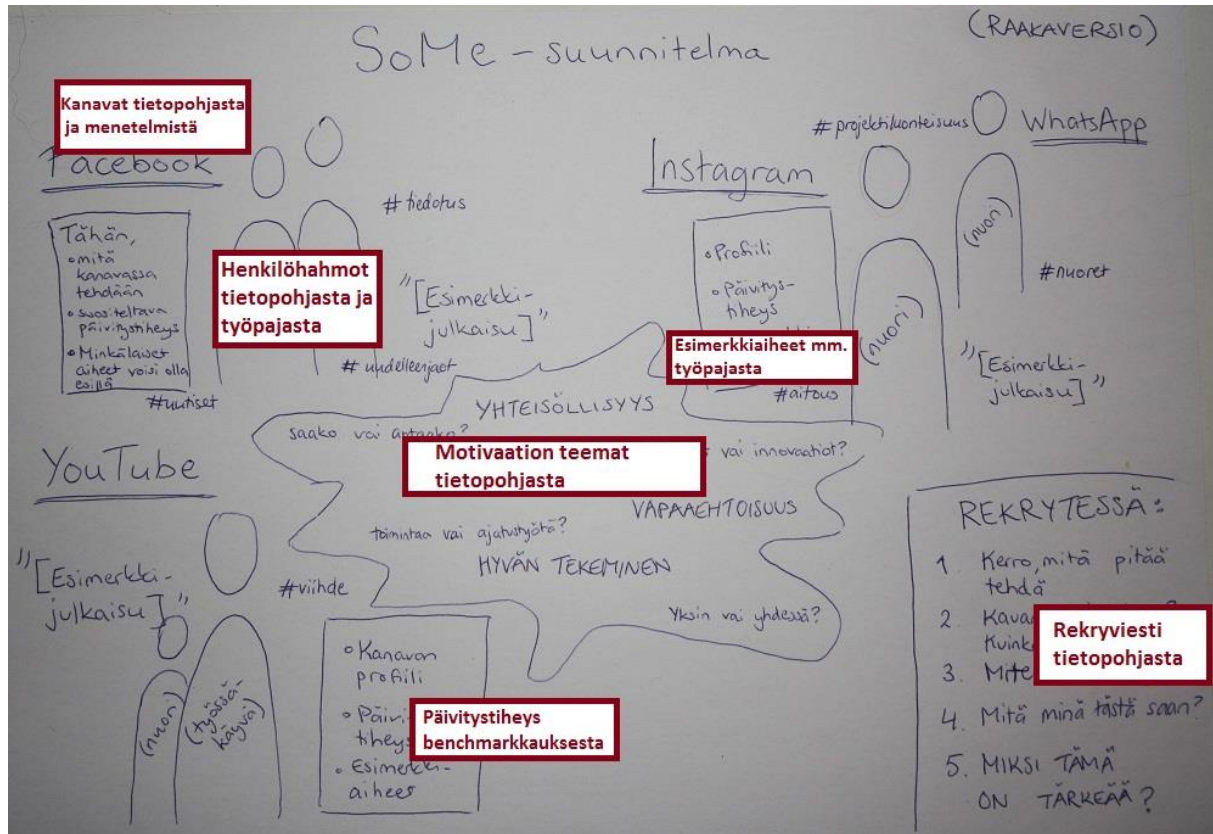 SoMe - suunnitelma
(RAAKAVERSIO)
Kanavat tietopohjasta
ja menetelmistä
Facebook
#tiedotus
Tähän,
• mitä
kanavassa
tehdään
• suositeltava
päivitystiheys
• Minkälaiset
aiheet voisi olla
esillä
#uutiset
Henkilöhahmot
tietopohjasta ja
työpajasta
"[Esimerkki-
julkaisu]"
#uudelleenjaot
#projektiluonteisuus
WhatsApp
Instagram
• Profiili
• Päivitys-
tiheys
Esimerkkiaiheet mm.
työpajasta
#aitous
(nuori)
(nuori)
#nuoret
"[Esimerkki-
julkaisu]"
YHTEISÖLLISYYS
saako vai
vai innovaatiot?
Motivaation teemat
tietopohjasta
VAPAAEHTOISUUS
toimintaa vai ajatustyötä?
HYVÄN TEKEMINEN
Yksin vai yhdessä?
YouTube
"[Esimerkki-
julkaisu]"
#viihde
(nuori)
(työssä-
käyvä)
• Kanavan
profiili
• Päivi
tiheys
• Esimerkki-
aiheet
Päivitystiheys
benchmarkkauksesta
REKRYTESSÄ:
1. Kerro, mitä pitää
tehdä
2.
3.
Rekryviesti
tietopohjasta
4. Mitä minä tästä saan?
5. MIKSI TÄMÄ
ON TÄRKEÄÄ?